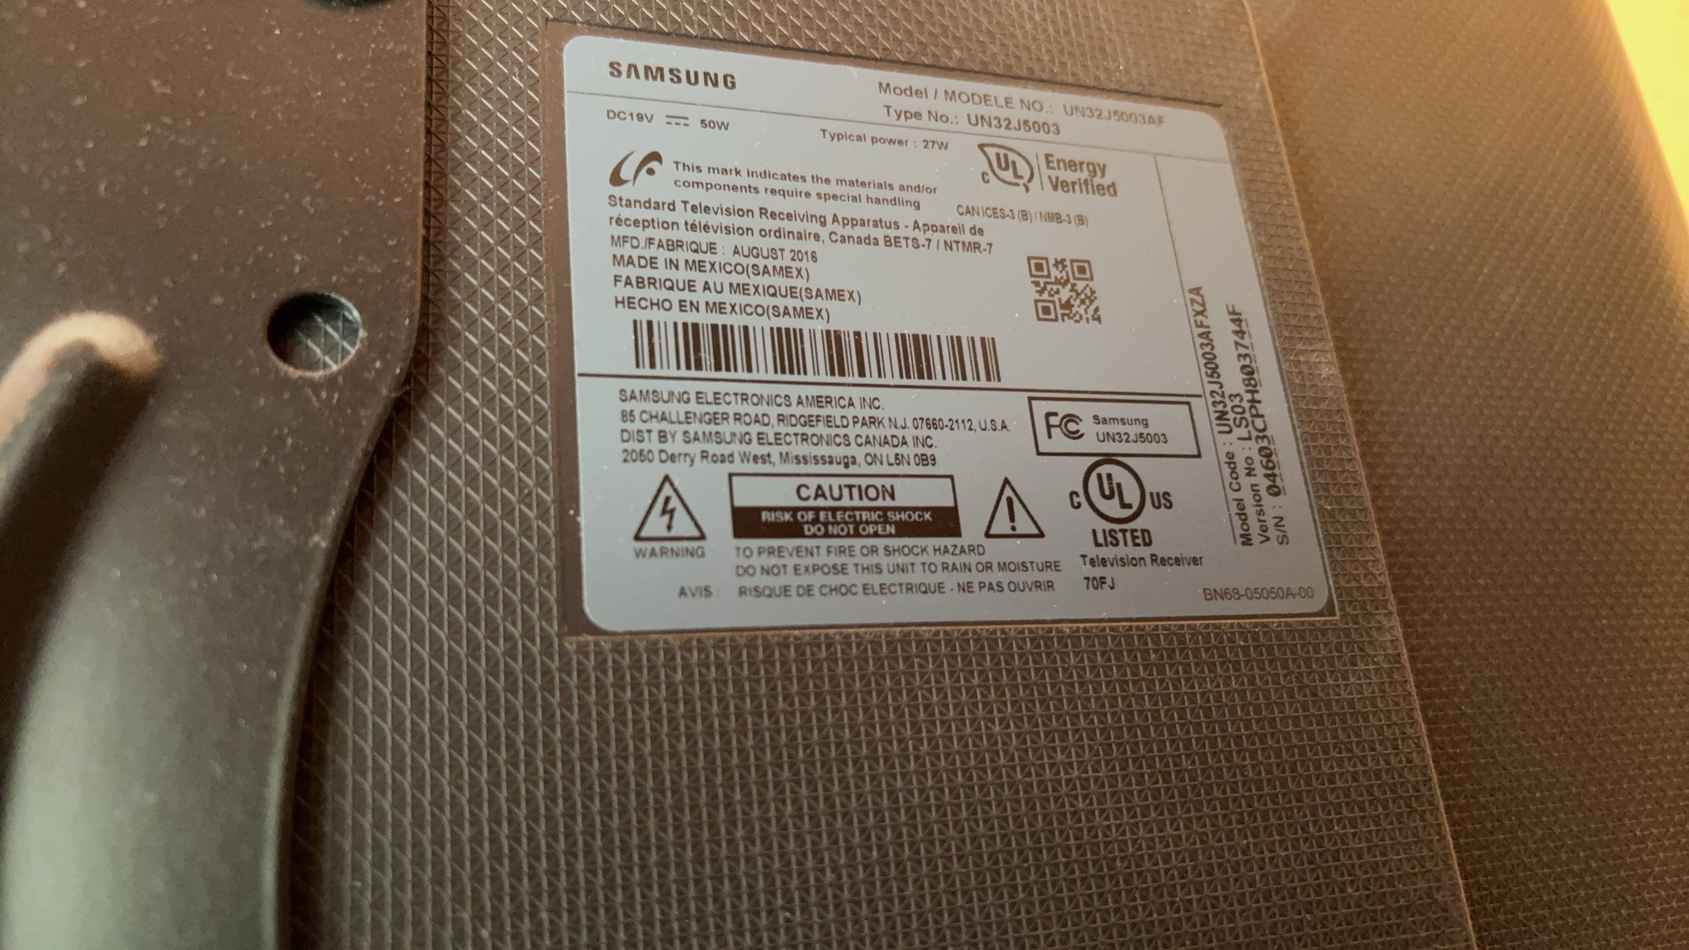 SAMSUNG
Model / MODELE NO.: UN32J5003AF
Type No.: UN32J5003
DC19V 50W
Typical power : 27W
This mark indicates the materials and/or
components require special handling
C UL Energy
Verified
CAN ICES-3 (B) / NMB-3 (B)
Standard Television Receiving Apparatus - Appareil de
réception télévision ordinaire, Canada BETS-7 / NTMR-7
MFD./FABRIQUE : AUGUST 2016
MADE IN MEXICO(SAMEX)
FABRIQUE AU MEXIQUE(SAMEX)
HECHO EN MEXICO(SAMEX)
SAMSUNG ELECTRONICS AMERICA INC.
85 CHALLENGER ROAD, RIDGEFIELD PARK N.J. 07660-2112, U.S.A.
DIST BY SAMSUNG ELECTRONICS CANADA INC.
2050 Derry Road West, Mississauga, ON L5N 0B9
FC Samsung
UN32J5003
CAUTION
RISK OF ELECTRIC SHOCK
DO NOT OPEN
WARNING
TO PREVENT FIRE OR SHOCK HAZARD
DO NOT EXPOSE THIS UNIT TO RAIN OR MOISTURE
AVIS : RISQUE DE CHOC ELECTRIQUE - NE PAS OUVRIR
C UL US
LISTED
Television Receiver
70FJ
BN68-05050A-00
Model Code : UN32J5003AFXZA
Version No : LS03
S/N : 04603CPH803744F